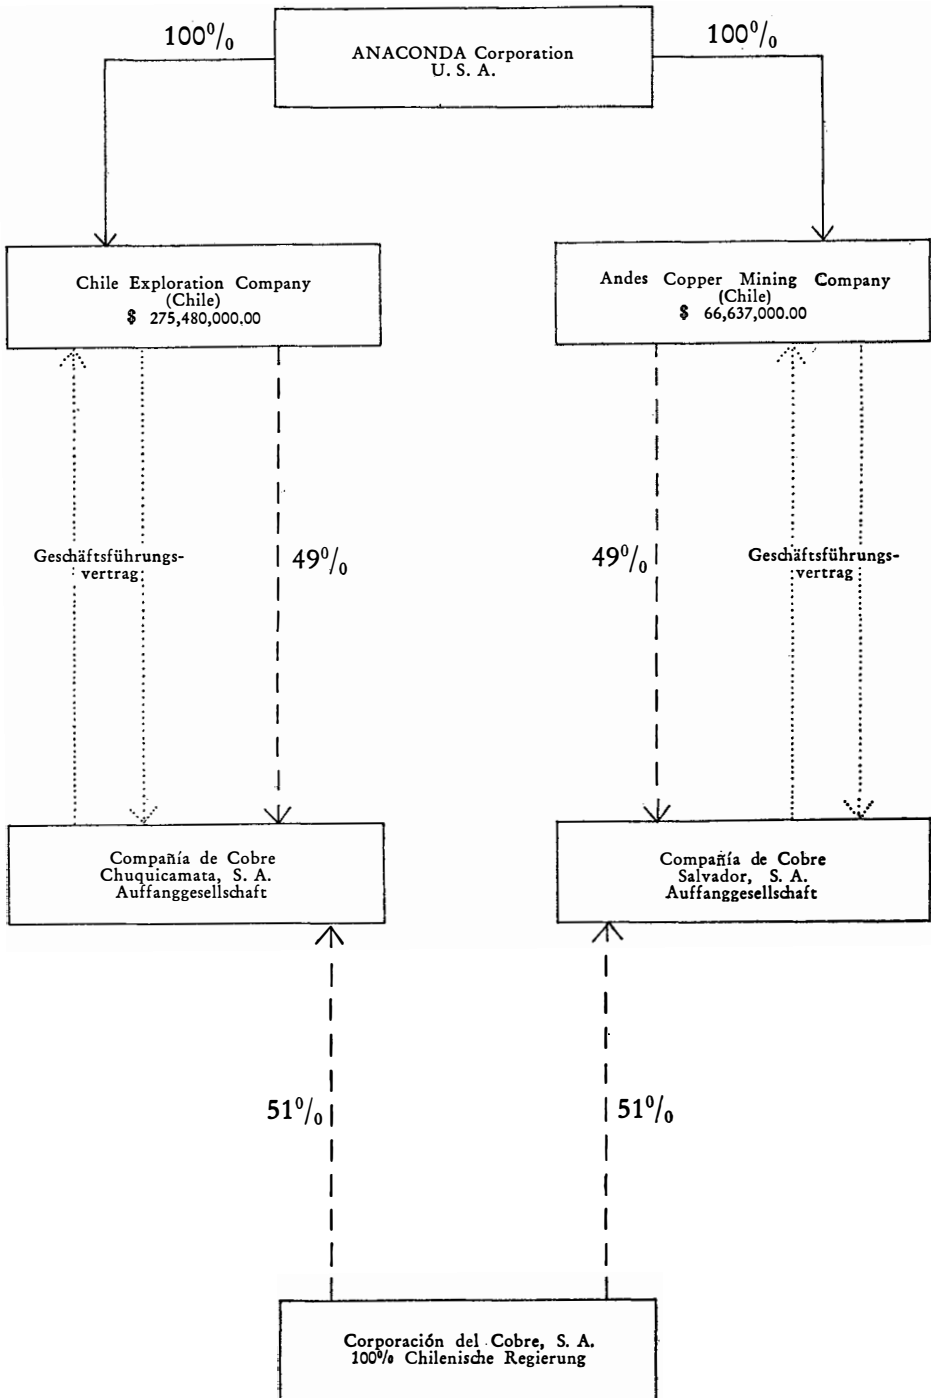 100%
ANACONDA Corporation
U. S. A.
100%
Chile Exploration Company
(Chile)
$ 275,480,000.00
Andes Copper Mining Company
(Chile)
$ 66,637,000.00
Geschäftsführungs-
vertrag
49%
49%
Geschäftsführungs-
vertrag
Compañía de Cobre
Chuquicamata, S. A.
Auffanggesellschaft
Compañía de Cobre
Salvador, S. A.
Auffanggesellschaft
51%
51%
Corporación del Cobre, S. A.
100% Chilenische Regierung